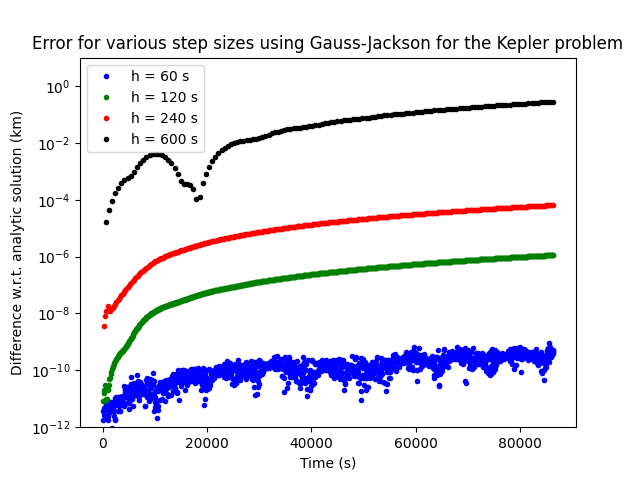 Error for various step sizes using Gauss-Jackson for the Kepler problem
h = 60 s
h = 120 s
h = 240 s
h = 600 s
Difference w.r.t. analytic solution (km)
10⁰
10⁻²
10⁻⁴
10⁻⁶
10⁻⁸
10⁻¹⁰
10⁻¹²
0 20000 40000 60000 80000
Time (s)